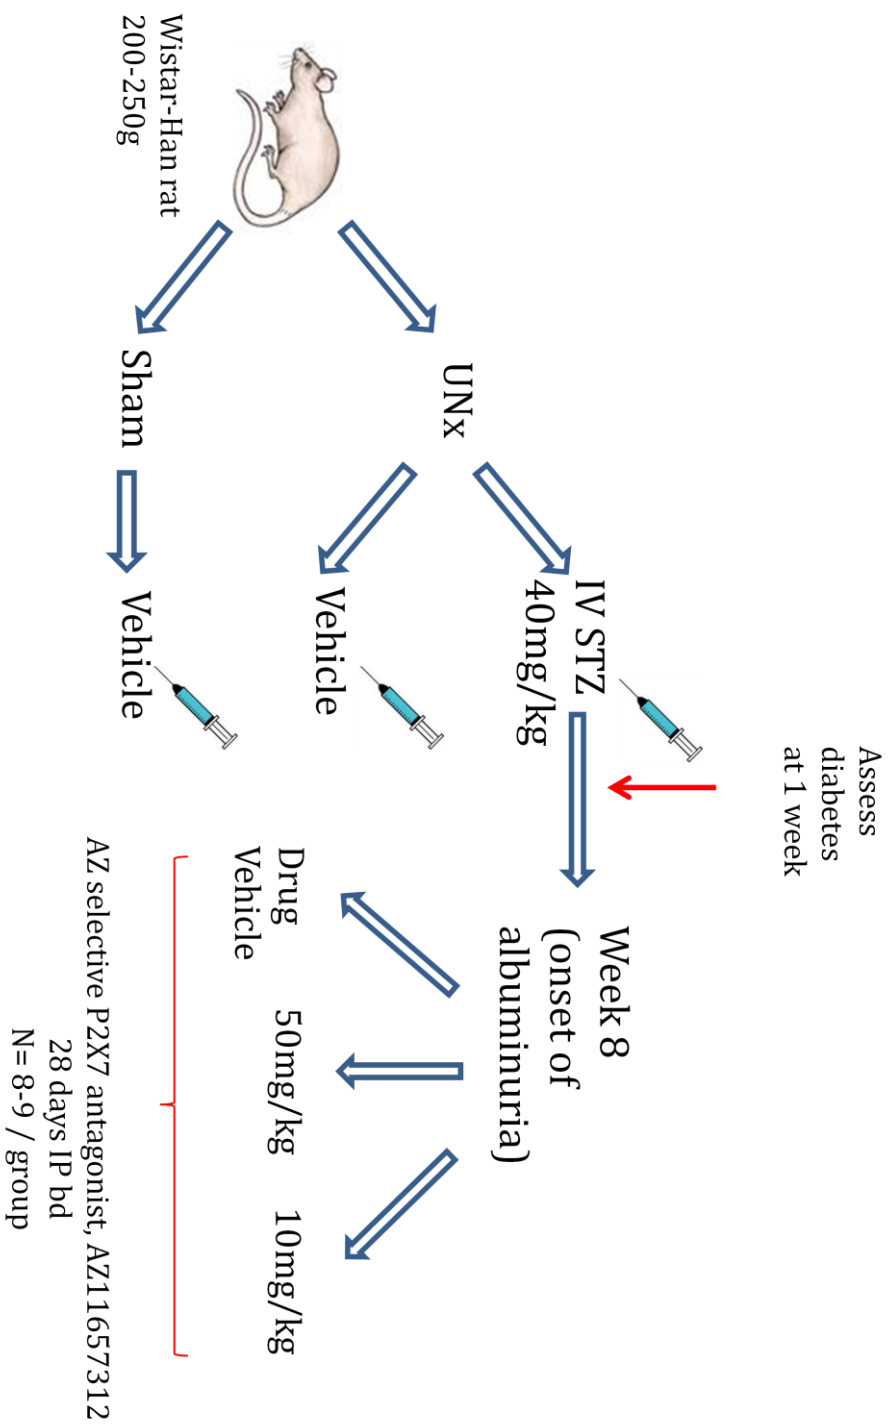 Wistar-Han rat
200-250g
UNx
Sham
IV STZ
40mg/kg
Vehicle
Vehicle
Assess
diabetes
at 1 week
Week 8
(onset of
albuminuria)
Drug
Vehicle
50mg/kg
10mg/kg
AZ selective P2X7 antagonist, AZ11657312
28 days IP bd
N= 8-9 / group